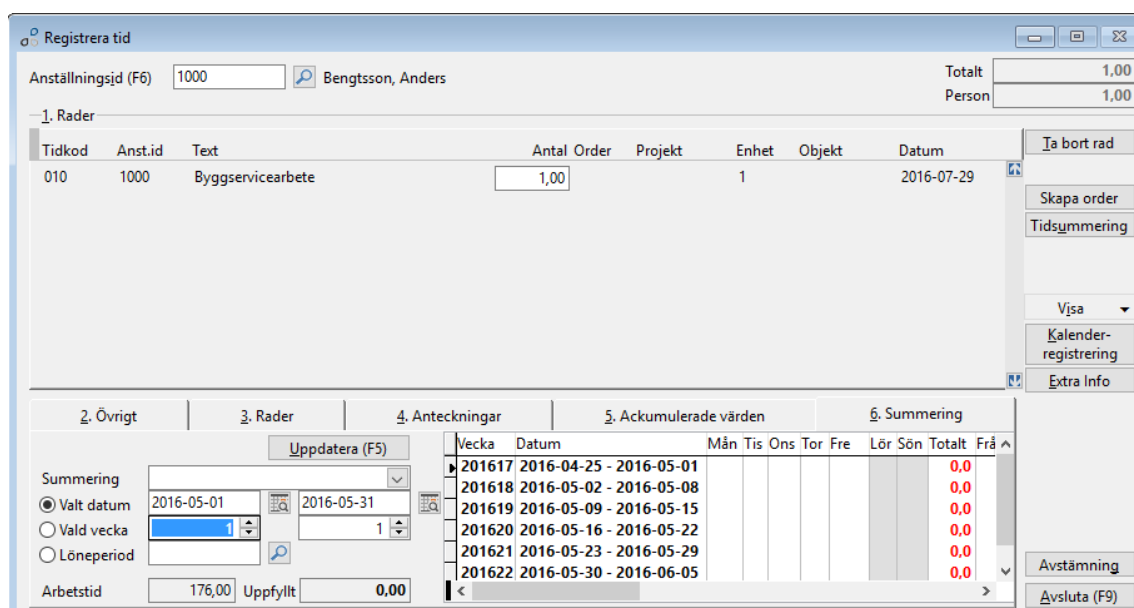 Registrera tid
Anställningsid (F6) 1000 Bengtsson, Anders
Totalt 1,00
Person 1,00
1. Rader
Tidkod Anst.id Text Antal Order Projekt Enhet Objekt Datum
010 1000 Byggservicearbete 1,00 1 2016-07-29
Ta bort rad
Skapa order
Tidsummering
Visa
Kalender-
registrering
Extra Info
2. Övrigt 3. Rader 4. Anteckningar 5. Ackumulerade värden 6. Summering
Uppdatera (F5)
Summering
Valt datum 2016-05-01 2016-05-31
Vald vecka 1 1
Löneperiod
Arbetstid 176,00 Uppfyllt 0,00
Vecka Datum Mån Tis Ons Tor Fre Lör Sön Totalt Frå
201617 2016-04-25 - 2016-05-01 0,0
201618 2016-05-02 - 2016-05-08 0,0
201619 2016-05-09 - 2016-05-15 0,0
201620 2016-05-16 - 2016-05-22 0,0
201621 2016-05-23 - 2016-05-29 0,0
201622 2016-05-30 - 2016-06-05 0,0
Avstämning
Avsluta (F9)